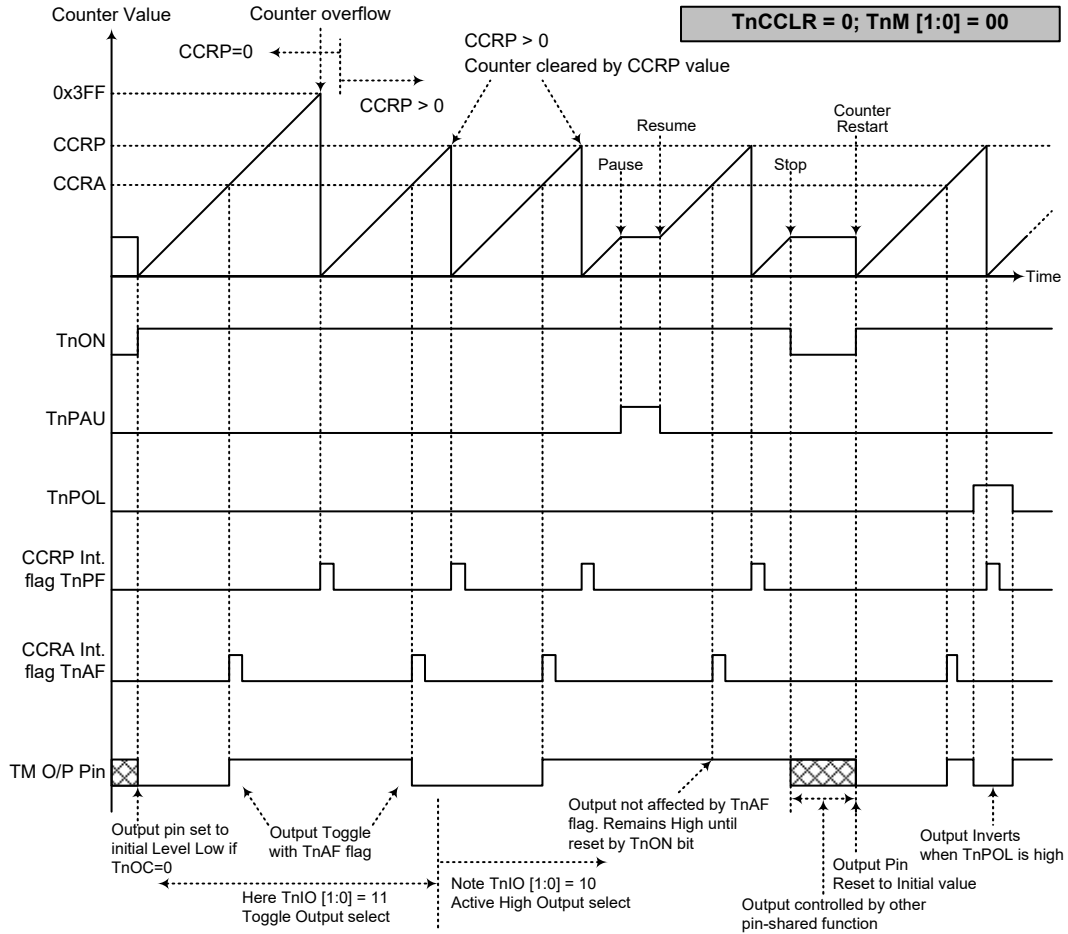 Counter Value
Counter overflow
TnCCLR = 0; TnM [1:0] = 00
CCRP=0
CCRP > 0
CCRP > 0
Counter cleared by CCRP value
0x3FF
CCRP
CCRA
Pause
Resume
Stop
Counter
Restart
Time
TnON
TnPAU
TnPOL
CCRP Int.
flag TnPF
CCRA Int.
flag TnAF
TM O/P Pin
Output pin set to
initial Level Low if
TnOC=0
Output Toggle
with TnAF flag
Output not affected by TnAF
flag. Remains High until
reset by TnON bit
Output Inverts
when TnPOL is high
Output Pin
Reset to Initial value
Here TnIO [1:0] = 11
Toggle Output select
Note TnIO [1:0] = 10
Active High Output select
Output controlled by other
pin-shared function